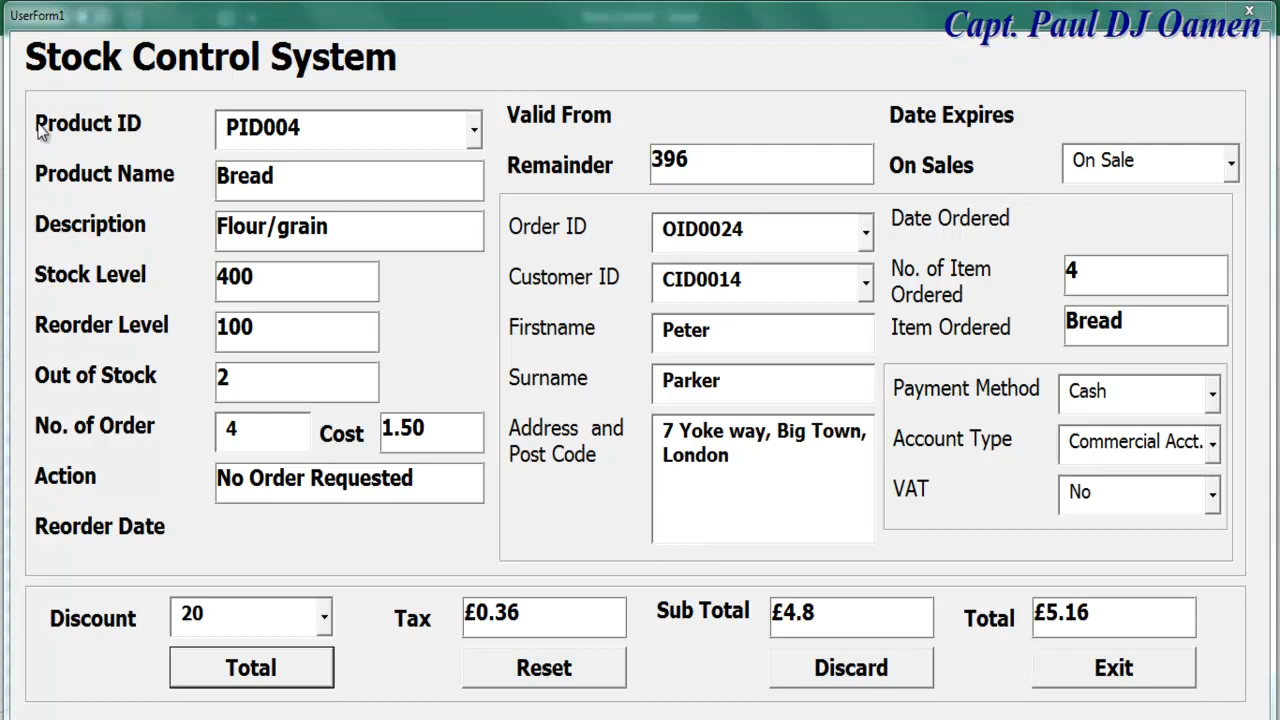 UserForm1
Capt. Paul DJ Oamen
Stock Control System
Product ID
PID004
Product Name
Bread
Description
Flour/grain
Stock Level
400
Reorder Level
100
Out of Stock
2
No. of Order
4
Cost
1.50
Action
No Order Requested
Reorder Date
Valid From
Remainder
396
Date Expires
On Sales
On Sale
Order ID
OID0024
Customer ID
CID0014
Firstname
Peter
Surname
Parker
Address and
Post Code
7 Yoke way, Big Town,
London
Date Ordered
No. of Item
Ordered
4
Item Ordered
Bread
Payment Method
Cash
Account Type
Commercial Acct.
VAT
No
Discount
20
Tax
£0.36
Sub Total
£4.8
Total
£5.16
Total
Reset
Discard
Exit